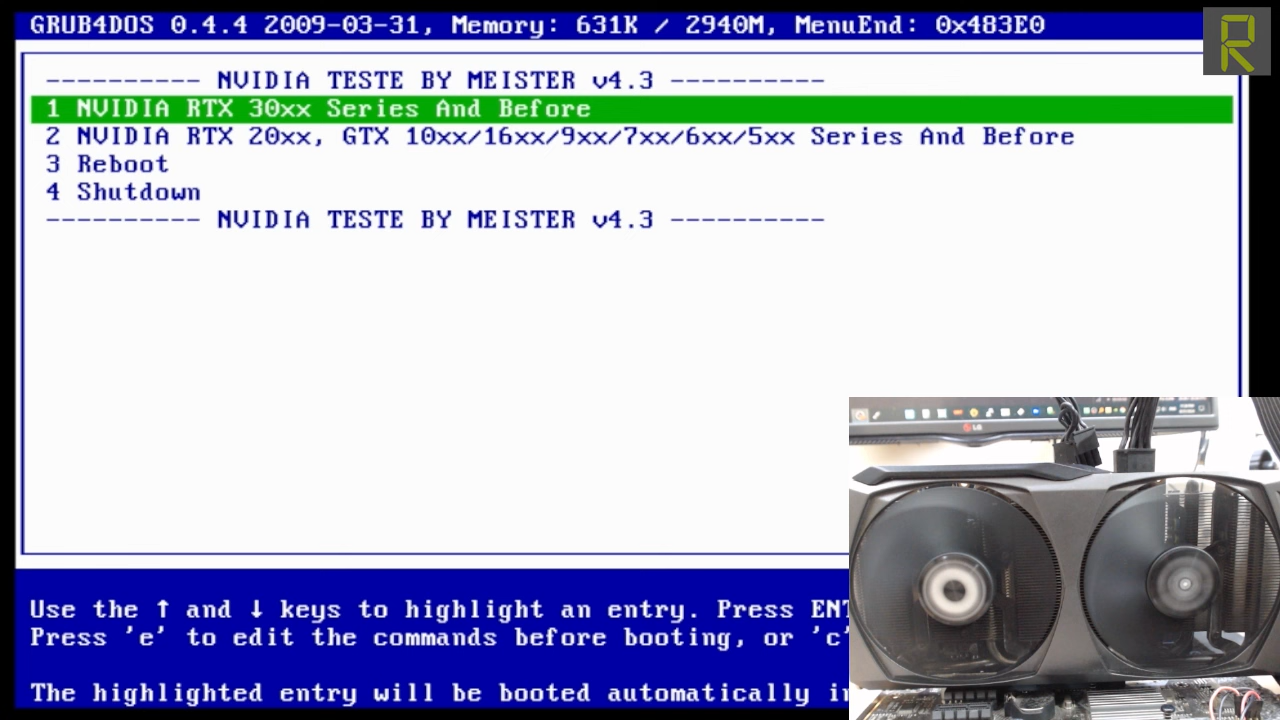 GRUB4DOS 0.4.4 2009-03-31, Memory: 631K / 2940M, MenuEnd: 0x483E0
R
---------- NVIDIA TESTE BY MEISTER v4.3 ----------
1 NVIDIA RTX 30xx Series And Before
2 NVIDIA RTX 20xx, GTX 10xx/16xx/9xx/7xx/6xx/5xx Series And Before
3 Reboot
4 Shutdown
---------- NVIDIA TESTE BY MEISTER v4.3 ----------
LG
Use the ↑ and ↓ keys to highlight an entry. Press
Press 'e' to edit the commands before booting, or 'c'
The highlighted entry will be booted automatically